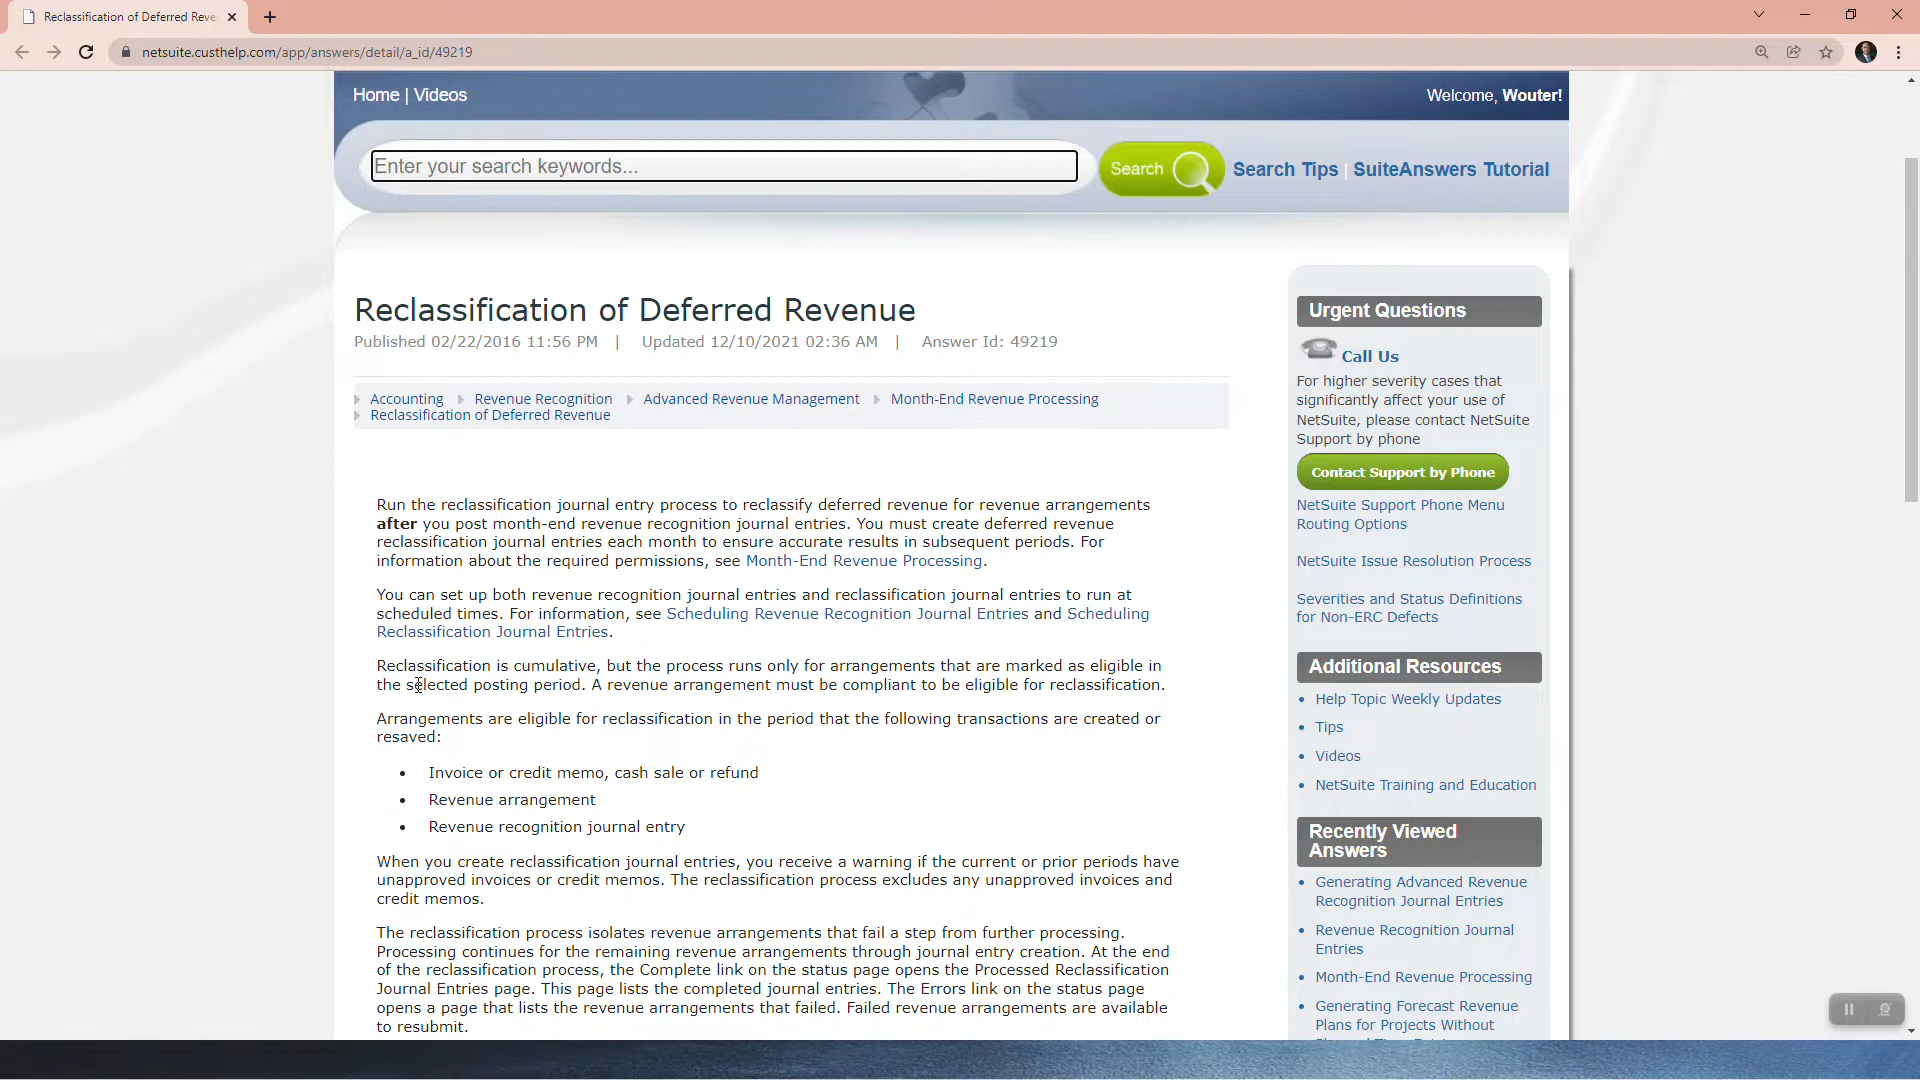 Reclassification of Deferred Reve
netsuite.custhelp.com/app/answers/detail/a_id/49219
Home | Videos
Welcome, Wouter!
Enter your search keywords...
Search
Search Tips | SuiteAnswers Tutorial
Reclassification of Deferred Revenue
Published 02/22/2016 11:56 PM | Updated 12/10/2021 02:36 AM | Answer Id: 49219
Accounting Revenue Recognition Advanced Revenue Management Month-End Revenue Processing
Reclassification of Deferred Revenue
Run the reclassification journal entry process to reclassify deferred revenue for revenue arrangements
after you post month-end revenue recognition journal entries. You must create deferred revenue
reclassification journal entries each month to ensure accurate results in subsequent periods. For
information about the required permissions, see Month-End Revenue Processing.
You can set up both revenue recognition journal entries and reclassification journal entries to run at
scheduled times. For information, see Scheduling Revenue Recognition Journal Entries and Scheduling
Reclassification Journal Entries.
Reclassification is cumulative, but the process runs only for arrangements that are marked as eligible in
the selected posting period. A revenue arrangement must be compliant to be eligible for reclassification.
Arrangements are eligible for reclassification in the period that the following transactions are created or
resaved:
• Invoice or credit memo, cash sale or refund
• Revenue arrangement
• Revenue recognition journal entry
When you create reclassification journal entries, you receive a warning if the current or prior periods have
unapproved invoices or credit memos. The reclassification process excludes any unapproved invoices and
credit memos.
The reclassification process isolates revenue arrangements that fail a step from further processing.
Processing continues for the remaining revenue arrangements through journal entry creation. At the end
of the reclassification process, the Complete link on the status page opens the Processed Reclassification
Journal Entries page. This page lists the completed journal entries. The Errors link on the status page
opens a page that lists the revenue arrangements that failed. Failed revenue arrangements are available
to resubmit.
Urgent Questions
Call Us
For higher severity cases that
significantly affect your use of
NetSuite, please contact NetSuite
Support by phone
Contact Support by Phone
NetSuite Support Phone Menu
Routing Options
NetSuite Issue Resolution Process
Severities and Status Definitions
for Non-ERC Defects
Additional Resources
• Help Topic Weekly Updates
• Tips
• Videos
• NetSuite Training and Education
Recently Viewed
Answers
• Generating Advanced Revenue
Recognition Journal Entries
• Revenue Recognition Journal
Entries
• Month-End Revenue Processing
• Generating Forecast Revenue
Plans for Projects Without